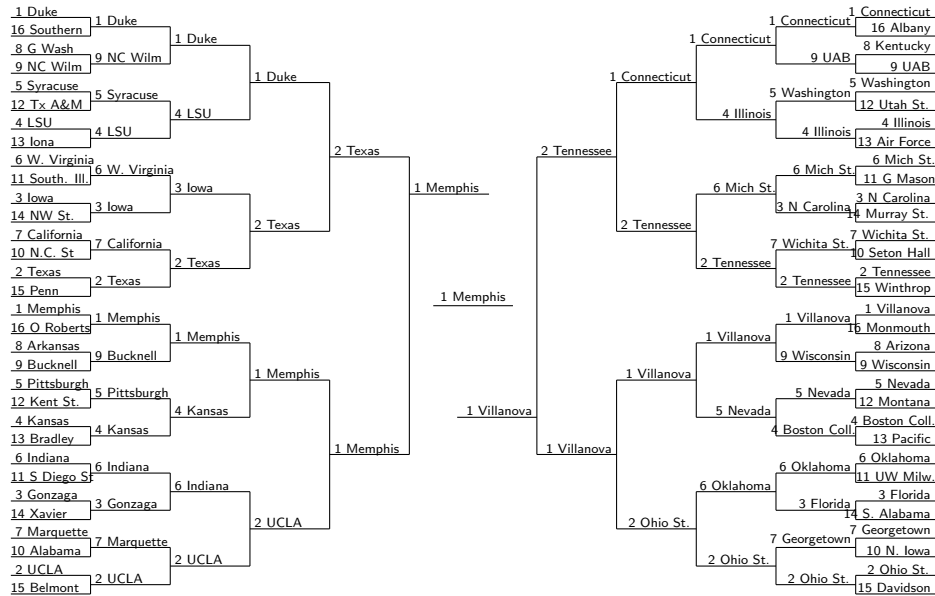 1 Duke
16 Southern
8 G Wash
9 NC Wilm
5 Syracuse
12 Tx A&M
4 LSU
13 Iona
6 W. Virginia
11 South. Ill.
3 Iowa
14 NW St.
7 California
10 N.C. St
2 Texas
15 Penn
1 Memphis
16 O Roberts
8 Arkansas
9 Bucknell
5 Pittsburgh
12 Kent St.
4 Kansas
13 Bradley
6 Indiana
11 S Diego St
3 Gonzaga
14 Xavier
7 Marquette
10 Alabama
2 UCLA
15 Belmont
1 Duke
9 NC Wilm
5 Syracuse
4 LSU
6 W. Virginia
3 Iowa
7 California
2 Texas
1 Memphis
9 Bucknell
5 Pittsburgh
4 Kansas
6 Indiana
3 Gonzaga
7 Marquette
2 UCLA
1 Duke
4 LSU
3 Iowa
2 Texas
1 Memphis
4 Kansas
6 Indiana
2 UCLA
1 Duke
2 Texas
1 Memphis
2 UCLA
2 Texas
1 Memphis
1 Memphis
1 Memphis
1 Villanova
2 Tennessee
1 Villanova
1 Connecticut
2 Tennessee
1 Villanova
2 Ohio St.
1 Connecticut
4 Illinois
6 Mich St.
2 Tennessee
1 Villanova
5 Nevada
6 Oklahoma
2 Ohio St.
1 Connecticut
9 UAB
5 Washington
4 Illinois
6 Mich St.
3 N Carolina
7 Wichita St.
2 Tennessee
1 Villanova
9 Wisconsin
5 Nevada
4 Boston Coll.
6 Oklahoma
3 Florida
7 Georgetown
2 Ohio St.
1 Connecticut
16 Albany
8 Kentucky
9 UAB
5 Washington
12 Utah St.
4 Illinois
13 Air Force
6 Mich St.
11 G Mason
3 N Carolina
14 Murray St.
7 Wichita St.
10 Seton Hall
2 Tennessee
15 Winthrop
1 Villanova
16 Monmouth
8 Arizona
9 Wisconsin
5 Nevada
12 Montana
4 Boston Coll.
13 Pacific
6 Oklahoma
11 UW Milw.
3 Florida
14 S. Alabama
7 Georgetown
10 N. Iowa
2 Ohio St.
15 Davidson